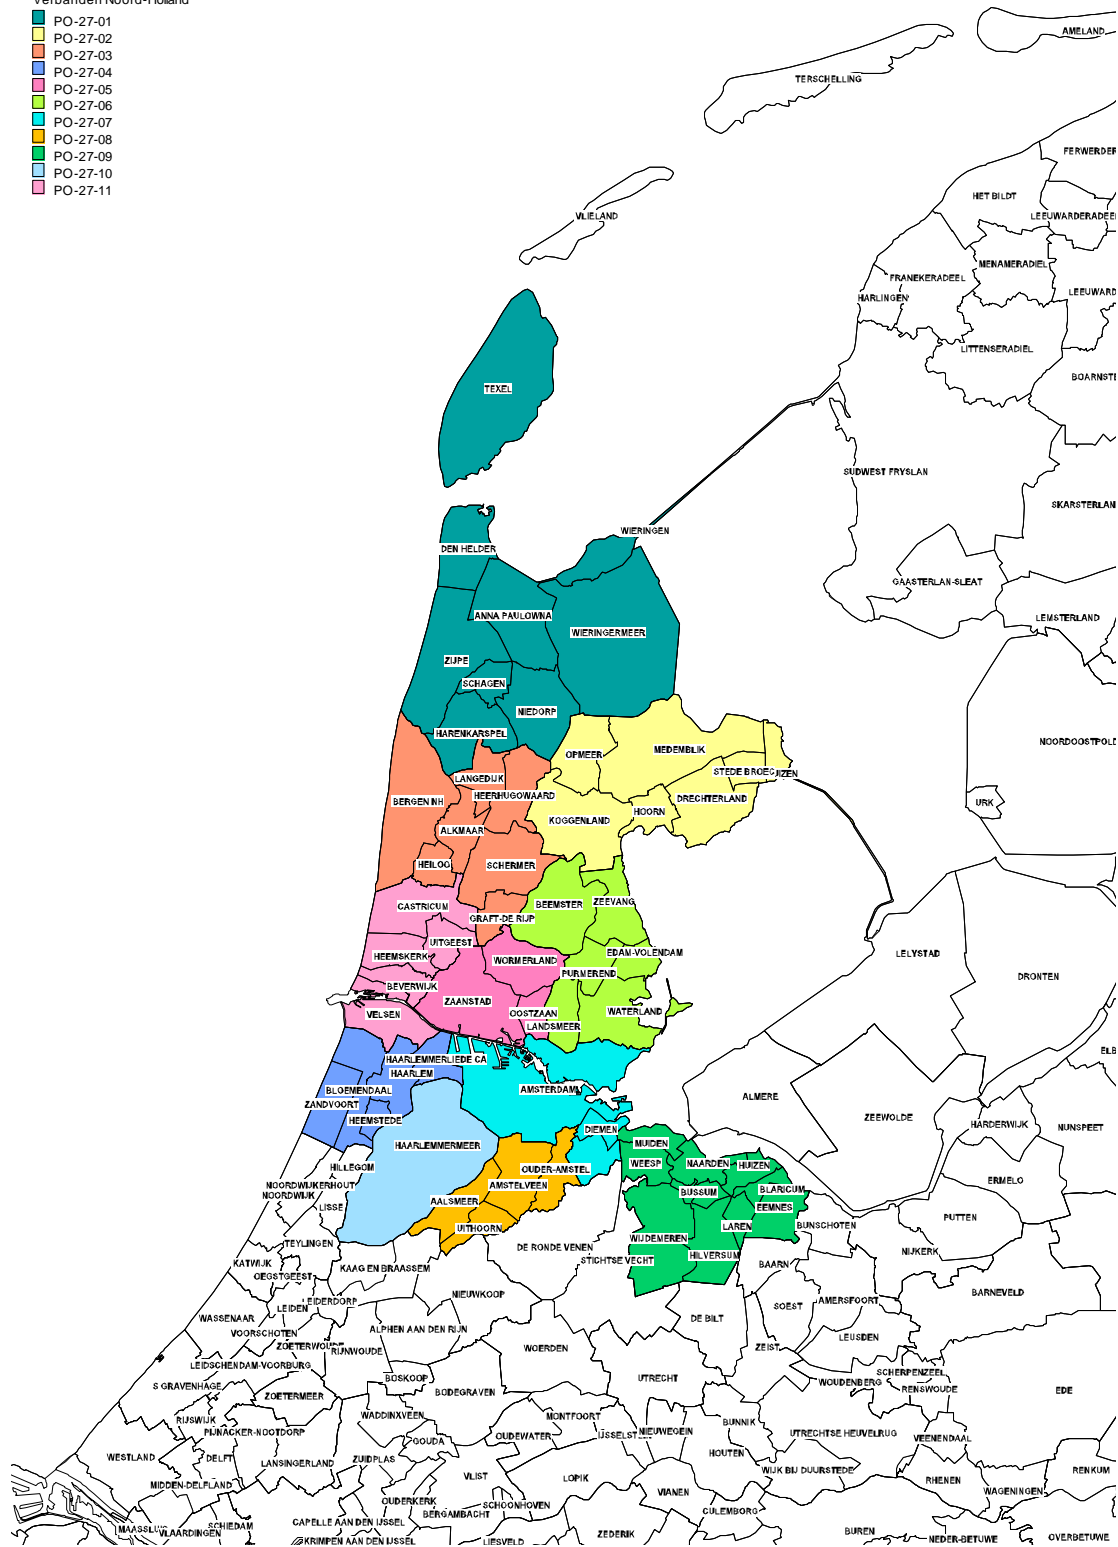 Verbanden Noord-Holland
PO-27-01
PO-27-02
PO-27-03
PO-27-04
PO-27-05
PO-27-06
PO-27-07
PO-27-08
PO-27-09
PO-27-10
PO-27-11
AMELAND
TERSCHELLING
FERWERDER
HET BILDT
VLIELAND
LEEUWARDERADEE
MENAMERADIEL
FRANEKERADEEL
HARLINGEN
LEEUWARD
LITTENSERADIEL
BOARNSTE
TEXEL
SUDWEST FRYSLAN
SKARSTERLAN
WIERINGEN
DEN HELDER
GAASTERLAN-SLEAT
ANNA PAULOWNA
LEMSTERLAND
WIERINGERMEER
ZIJPE
SCHAGEN
NIEDORP
HARENKARSPEL
NOORDOOSTPOLD
OPMEER
MEDEMBLIK
STEDE BROEC
IZEN
LANGEDIJK
HEERHUGOWAARD
BERGEN NH
DRECHTERLAND
URK
HOORN
KOGGENLAND
ALKMAAR
HEILOO
SCHERMER
CASTRICUM
BEEMSTER
ZEEVANG
GRAFT-DE RIJP
UITGEEST
EDAM-VOLENDAM
LELYSTAD
HEEMSKERK
WORMERLAND
PURMEREND
DRONTEN
BEVERWIJK
ZAANSTAD
OOSTZAAN
WATERLAND
VELSEN
LANDSMEER
ELB
HAARLEMMERLIEDE CA
HAARLEM
BLOEMENDAAL
AMSTERDAM
ALMERE
ZANDVOORT
ZEEWOLDE
HEEMSTEDE
HARDERWIJK
NUNSPEET
DIEMEN
HAARLEMMERMEER
MUIDEN
HILLEGOM
OUDER-AMSTEL
WEESP
NAARDEN
HUIZEN
NOORDWIJKERHOUT
AMSTELVEEN
BUSSUM
BLARICUM
ERMELO
NOORDWIJK
AALSMEER
EEMNES
LISSE
UITHOORN
LAREN
BUNSCHOTEN
PUTTEN
TEYLINGEN
WIJDEMEREN
DE RONDE VENEN
HILVERSUM
NIJKERK
KATWIJK
STICHTSE VECHT
BAARN
OEGSTGEEST
KAAG EN BRAASSEM
BARNEVELD
LEIDERDORP
NIEUWKOOP
AMERSFOORT
LEIDEN
SOEST
WASSENAAR
DE BILT
VOORSCHOTEN
ALPHEN AAN DEN RIJN
LEUSDEN
ZOETERWOUDE
RIJNWOUDE
WOERDEN
ZEIST
LEIDSCHENDAM-VOORBURG
SCHERPENZEEL
BOSKOOP
UTRECHT
WOUDENBERG
S GRAVENHAGE
RENSWOUDE
EDE
ZOETERMEER
BODEGRAVEN
WADDINXVEEN
MONTFOORT
RIJSWIJK
BUNNIK
PIJNACKER-NOOTDORP
OUDEWATER
IJSSELST
NIEUWEGEIN
UTRECHTSE HEUVELRUG
VEENENDAAL
GOUDA
HOUTEN
WESTLAND
DELFT
LANSINGERLAND
ZUIDPLAS
WIJK BIJ DUURSTEDE
RENKUM
MIDDEN-DELFLAND
VLIST
LOPIK
RHENEN
VIANEN
WAGENINGEN
OUDERKERK
SCHOONHOVEN
BERGAMBACHT
CULEMBORG
MAASSLUIS
VLAARDINGEN
SCHIEDAM
CAPELLE AAN DEN IJSSEL
KRIMPEN AAN DEN IJSSEL
LIESVELD
ZEDERIK
BUREN
NEDER-BETUWE
OVERBETUWE